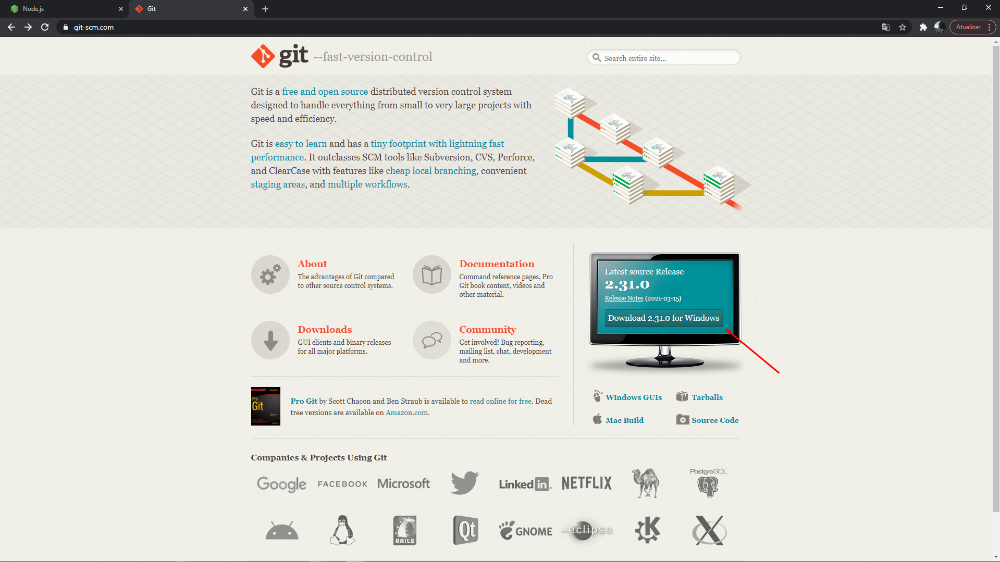 Node.js
Git
git-scm.com
Atualizar
git --fast-version-control
Search entire site...
Git is a free and open source distributed version control system
designed to handle everything from small to very large projects with
speed and efficiency.
Git is easy to learn and has a tiny footprint with lightning fast
performance. It outclasses SCM tools like Subversion, CVS, Perforce,
and ClearCase with features like cheap local branching, convenient
staging areas, and multiple workflows.
About
The advantages of Git compared
to other source control systems.
Documentation
Command reference pages, Pro
Git book content, videos and
other material.
Downloads
GUI clients and binary releases
for all major platforms.
Community
Get involved! Bug reporting,
mailing list, chat, development
and more.
Latest source Release
2.31.0
Release Notes (2021-03-15)
Download 2.31.0 for Windows
Windows GUIs
Tarballs
Mac Build
Source Code
Pro
Git
Pro Git by Scott Chacon and Ben Straub is available to read online for free. Dead
tree versions are available on Amazon.com.
Companies & Projects Using Git
Google
FACEBOOK
Microsoft
Linked in
NETFLIX
PostgreSQL
RAILS
Qt
GNOME
eclipse
K
X